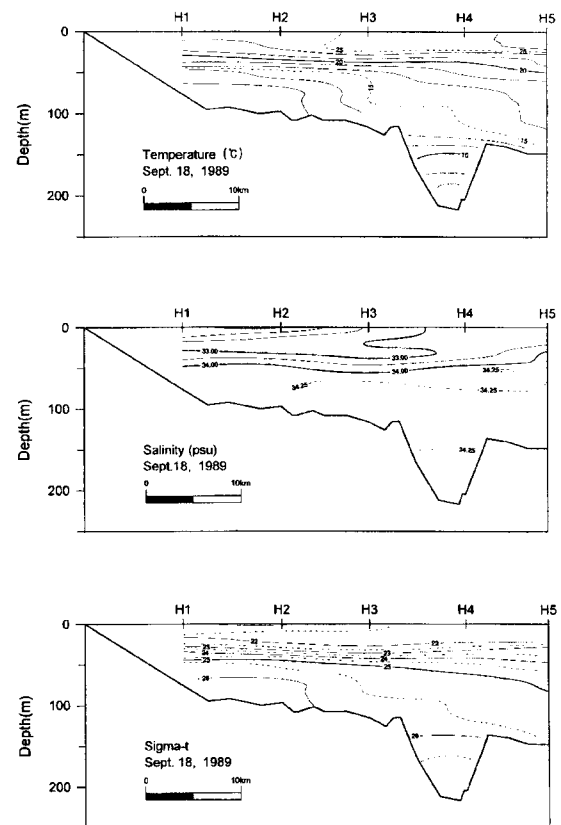 H1 H2 H3 H4 H5
0
25
25
20
20
15
100
15
10
200
Depth(m)
Temperature (℃)
Sept. 18, 1989
0 10km
H1 H2 H3 H4 H5
0
33.00 33.00
34.00 34.00
34.25
34.25
34.25
100
34.25
200
Depth(m)
Salinity (psu)
Sept.18, 1989
0 10km
H1 H2 H3 H4 H5
0
22
23
23
23
24
24
25
25
26
100
26
200
Depth(m)
Sigma-t
Sept. 18, 1989
0 10km